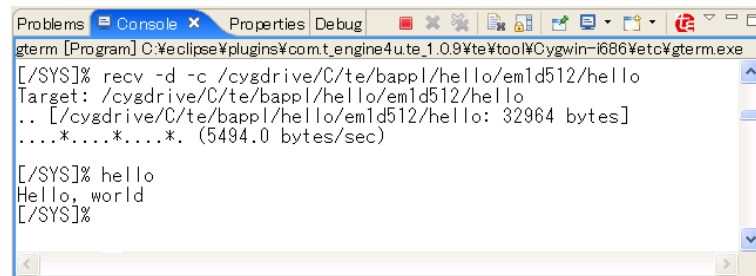 Problems Console Properties Debug
gterm [Program] C:¥eclipse¥plugins¥com.t_engine4u.te_1.0.9¥te¥tool¥Cygwin-i686¥etc¥gterm.exe
[/SYS]% recv -d -c /cygdrive/C/te/bappl/hello/em1d512/hello
Target: /cygdrive/C/te/bappl/hello/em1d512/hello
.. [/cygdrive/C/te/bappl/hello/em1d512/hello: 32964 bytes]
....*....*....*. (5494.0 bytes/sec)
[/SYS]% hello
Hello, world
[/SYS]%